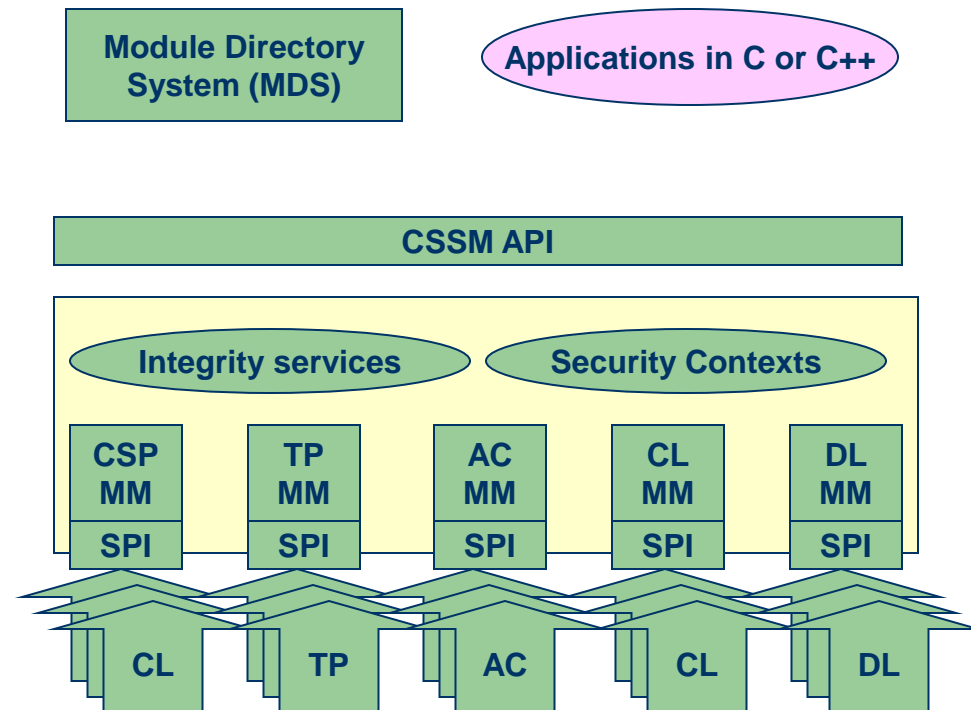 Module Directory
System (MDS)
Applications in C or C++
CSSM API
Integrity services
Security Contexts
CSP
MM
TP
MM
AC
MM
CL
MM
DL
MM
SPI
SPI
SPI
SPI
SPI
CL
TP
AC
CL
DL